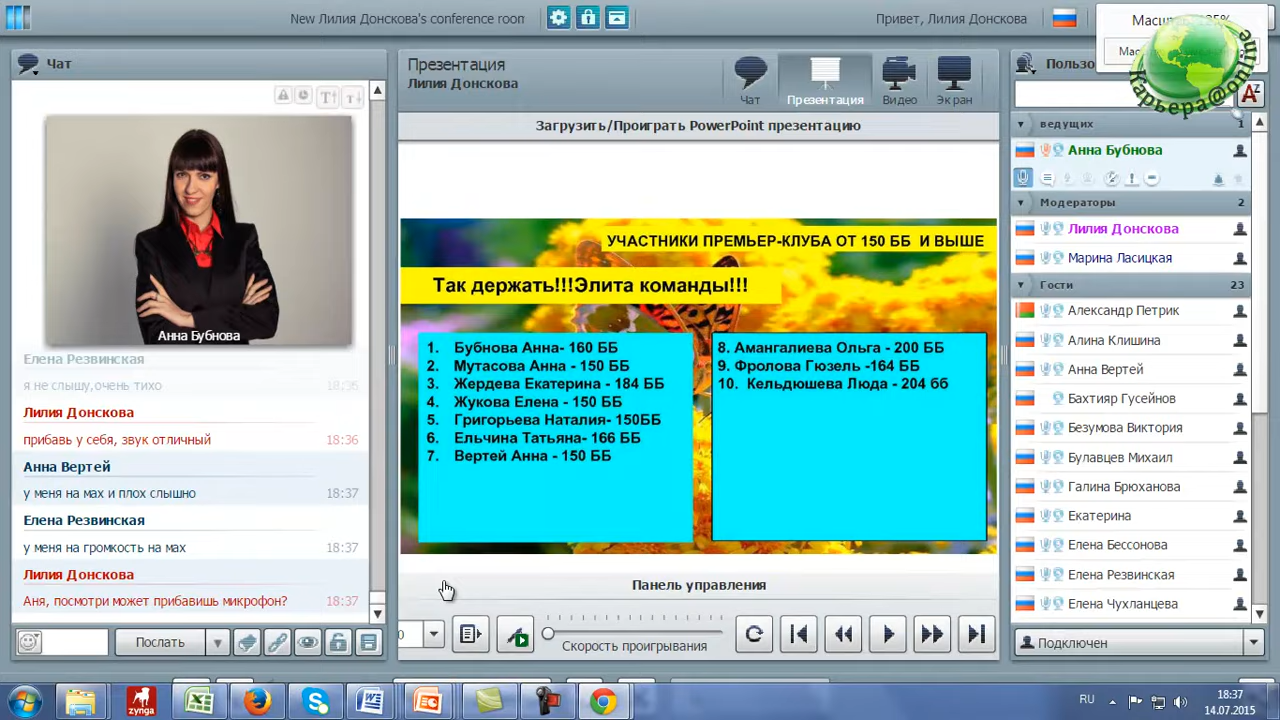 New Лилия Донскова's conference room
Привет, Лилия Донскова
Карьера@online
Чат
Анна Бубнова
Елена Резвинская
я не слышу,очень тихо 18:36
Лилия Донскова
прибавь у себя, звук отличный 18:36
Анна Вертей
у меня на мах и плох слышно 18:37
Елена Резвинская
у меня на громкость на мах 18:37
Лилия Донскова
Аня, посмотри может прибавишь микрофон? 18:37
Послать
Презентация
Лилия Донскова
Чат
Презентация
Видео
Экран
Загрузить/Проиграть PowerPoint презентацию
УЧАСТНИКИ ПРЕМЬЕР-КЛУБА ОТ 150 ББ И ВЫШЕ
Так держать!!!Элита команды!!!
1. Бубнова Анна- 160 ББ
2. Мутасова Анна - 150 ББ
3. Жердева Екатерина - 184 ББ
4. Жукова Елена - 150 ББ
5. Григорьева Наталия- 150ББ
6. Ельчина Татьяна- 166 ББ
7. Вертей Анна - 150 ББ
8. Амангалиева Ольга - 200 ББ
9. Фролова Гюзель -164 ББ
10. Кельдюшева Люда - 204 бб
Панель управления
0
Скорость проигрывания
ведущих 1
Анна Бубнова
Модераторы 2
Лилия Донскова
Марина Ласицкая
Гости 23
Александр Петрик
Алина Клишина
Анна Вертей
Бахтияр Гусейнов
Безумова Виктория
Булавцев Михаил
Галина Брюханова
Екатерина
Елена Бессонова
Елена Резвинская
Елена Чухланцева
Подключен
zynga
RU
18:37
14.07.2015